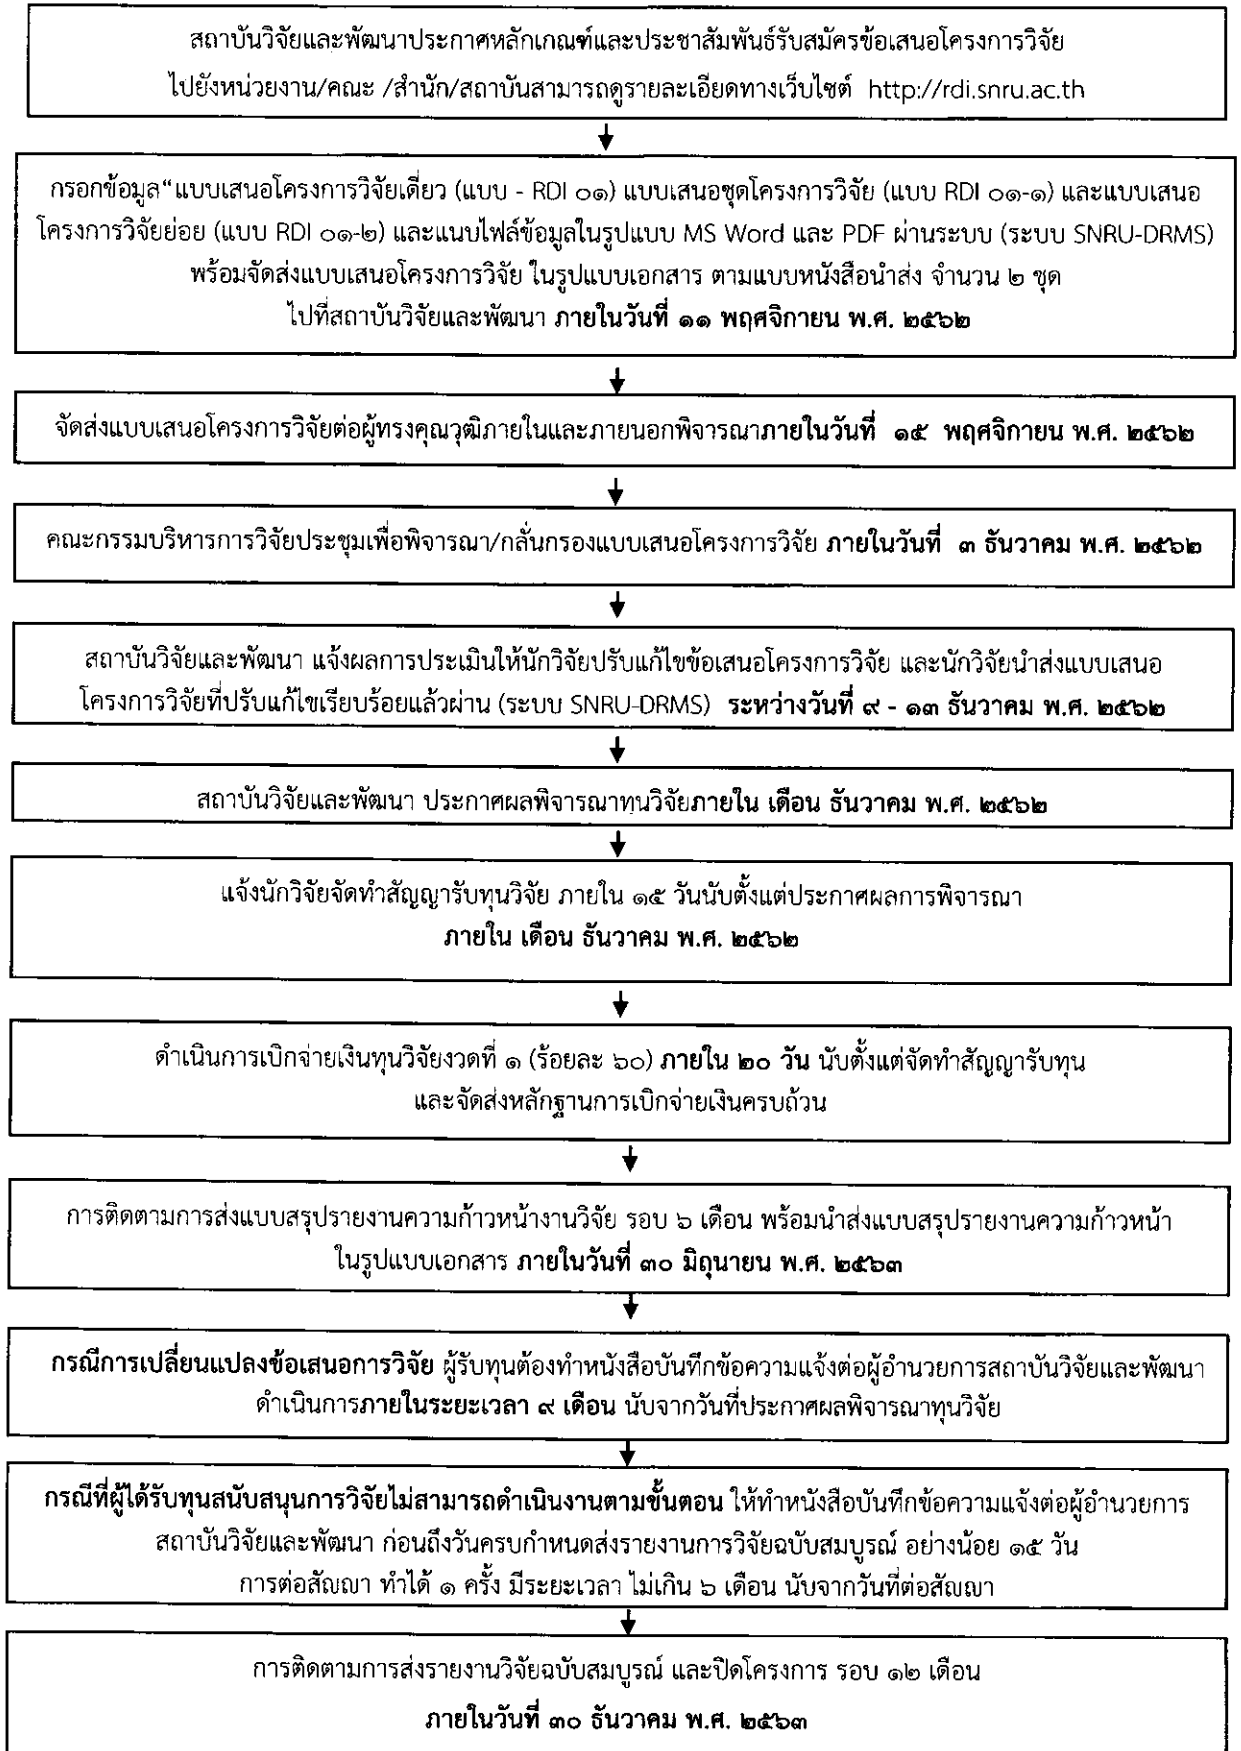 สถาบันวิจัยและพัฒนาประกาศหลักเกณฑ์และประชาสัมพันธ์รับสมัครข้อเสนอโครงการวิจัย
ไปยังหน่วยงาน/คณะ /สำนัก/สถาบันสามารถดูรายละเอียดทางเว็บไซต์ http://rdi.snru.ac.th
กรอกข้อมูล“แบบเสนอโครงการวิจัยเดี่ยว (แบบ - RDI ๐๑) แบบเสนอชุดโครงการวิจัย (แบบ RDI ๐๑-๑) และแบบเสนอ
โครงการวิจัยย่อย (แบบ RDI ๐๑-๒) และแนบไฟล์ข้อมูลในรูปแบบ MS Word และ PDF ผ่านระบบ (ระบบ SNRU-DRMS)
พร้อมจัดส่งแบบเสนอโครงการวิจัย ในรูปแบบเอกสาร ตามแบบหนังสือนำส่ง จำนวน ๒ ชุด
ไปที่สถาบันวิจัยและพัฒนา ภายในวันที่ ๑๑ พฤศจิกายน พ.ศ. ๒๕๖๒
จัดส่งแบบเสนอโครงการวิจัยต่อผู้ทรงคุณวุฒิภายในและภายนอกพิจารณาภายในวันที่ ๑๕ พฤศจิกายน พ.ศ. ๒๕๖๒
คณะกรรมบริหารการวิจัยประชุมเพื่อพิจารณา/กลั่นกรองแบบเสนอโครงการวิจัย ภายในวันที่ ๓ ธันวาคม พ.ศ. ๒๕๖๒
สถาบันวิจัยและพัฒนา แจ้งผลการประเมินให้นักวิจัยปรับแก้ไขข้อเสนอโครงการวิจัย และนักวิจัยนำส่งแบบเสนอ
โครงการวิจัยที่ปรับแก้ไขเรียบร้อยแล้วผ่าน (ระบบ SNRU-DRMS) ระหว่างวันที่ ๙ - ๑๓ ธันวาคม พ.ศ. ๒๕๖๒
สถาบันวิจัยและพัฒนา ประกาศผลพิจารณาทุนวิจัยภายใน เดือน ธันวาคม พ.ศ. ๒๕๖๒
แจ้งนักวิจัยจัดทำสัญญารับทุนวิจัย ภายใน ๑๕ วันนับตั้งแต่ประกาศผลการพิจารณา
ภายใน เดือน ธันวาคม พ.ศ. ๒๕๖๒
ดำเนินการเบิกจ่ายเงินทุนวิจัยงวดที่ ๑ (ร้อยละ ๖๐) ภายใน ๒๐ วัน นับตั้งแต่จัดทำสัญญารับทุน
และจัดส่งหลักฐานการเบิกจ่ายเงินครบถ้วน
การติดตามการส่งแบบสรุปรายงานความก้าวหน้างานวิจัย รอบ ๖ เดือน พร้อมนำส่งแบบสรุปรายงานความก้าวหน้า
ในรูปแบบเอกสาร ภายในวันที่ ๓๐ มิถุนายน พ.ศ. ๒๕๖๓
กรณีการเปลี่ยนแปลงข้อเสนอการวิจัย ผู้รับทุนต้องทำหนังสือบันทึกข้อความแจ้งต่อผู้อำนวยการสถาบันวิจัยและพัฒนา
ดำเนินการภายในระยะเวลา ๙ เดือน นับจากวันที่ประกาศผลพิจารณาทุนวิจัย
กรณีที่ผู้ได้รับทุนสนับสนุนการวิจัยไม่สามารถดำเนินงานตามขั้นตอน ให้ทำหนังสือบันทึกข้อความแจ้งต่อผู้อำนวยการ
สถาบันวิจัยและพัฒนา ก่อนถึงวันครบกำหนดส่งรายงานการวิจัยฉบับสมบูรณ์ อย่างน้อย ๑๕ วัน
การต่อสัญญา ทำได้ ๑ ครั้ง มีระยะเวลา ไม่เกิน ๖ เดือน นับจากวันที่ต่อสัญญา
การติดตามการส่งรายงานวิจัยฉบับสมบูรณ์ และปิดโครงการ รอบ ๑๒ เดือน
ภายในวันที่ ๓๐ ธันวาคม พ.ศ. ๒๕๖๓